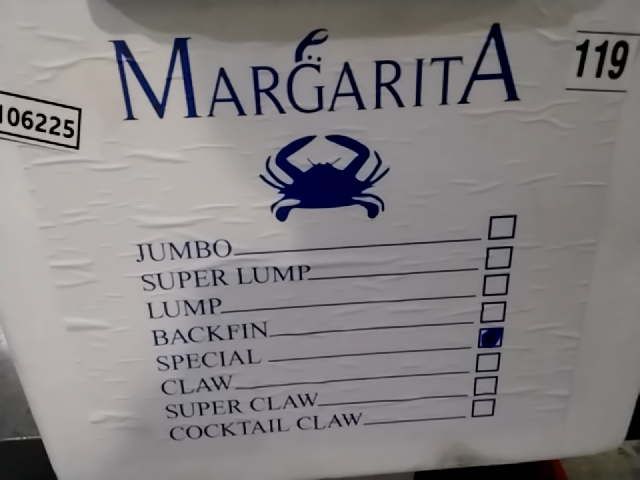 MARGARITA
119
106225
JUMBO
SUPER LUMP
LUMP
BACKFIN
SPECIAL
CLAW
SUPER CLAW
COCKTAIL CLAW